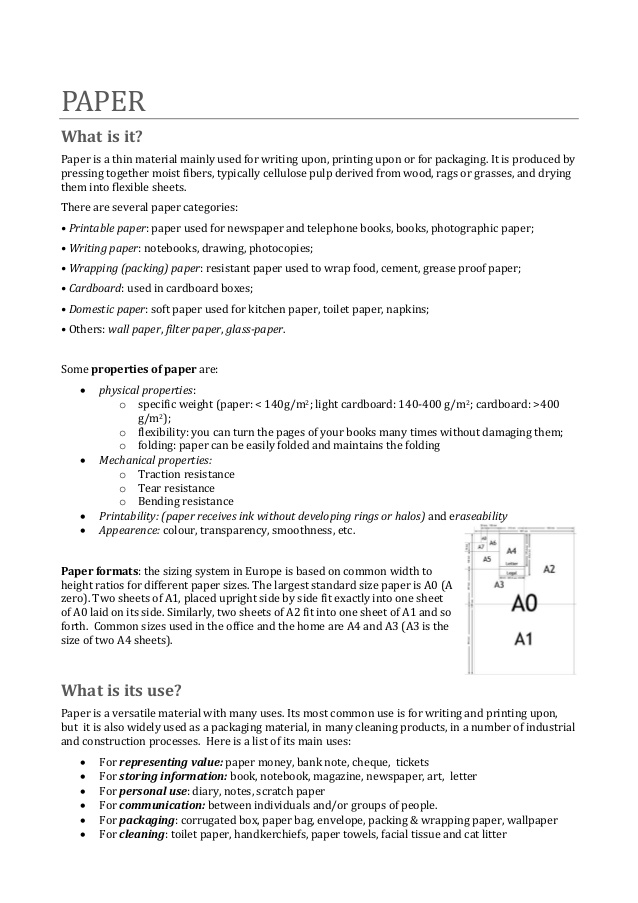 PAPER
What is it?
Paper is a thin material mainly used for writing upon, printing upon or for packaging. It is produced by
pressing together moist fibers, typically cellulose pulp derived from wood, rags or grasses, and drying
them into flexible sheets.
There are several paper categories:
• Printable paper: paper used for newspaper and telephone books, books, photographic paper;
• Writing paper: notebooks, drawing, photocopies;
• Wrapping (packing) paper: resistant paper used to wrap food, cement, grease proof paper;
• Cardboard: used in cardboard boxes;
• Domestic paper: soft paper used for kitchen paper, toilet paper, napkins;
• Others: wall paper, filter paper, glass-paper.
Some properties of paper are:
• physical properties:
o specific weight (paper: < 140g/m²; light cardboard: 140-400 g/m²; cardboard: >400
g/m²);
o flexibility: you can turn the pages of your books many times without damaging them;
o folding: paper can be easily folded and maintains the folding
• Mechanical properties:
o Traction resistance
o Tear resistance
o Bending resistance
• Printability: (paper receives ink without developing rings or halos) and eraseability
• Appearence: colour, transparency, smoothness, etc.
Paper formats: the sizing system in Europe is based on common width to
height ratios for different paper sizes. The largest standard size paper is A0 (A
zero). Two sheets of A1, placed upright side by side fit exactly into one sheet
of A0 laid on its side. Similarly, two sheets of A2 fit into one sheet of A1 and so
forth.  Common sizes used in the office and the home are A4 and A3 (A3 is the
size of two A4 sheets).
A8
A7
A6
A5
A4
Letter
Legal
A3
A2
A0
A1
What is its use?
Paper is a versatile material with many uses. Its most common use is for writing and printing upon,
but  it is also widely used as a packaging material, in many cleaning products, in a number of industrial
and construction processes.  Here is a list of its main uses:
• For representing value: paper money, bank note, cheque,  tickets
• For storing information: book, notebook, magazine, newspaper, art,  letter
• For personal use: diary, notes, scratch paper
• For communication: between individuals and/or groups of people.
• For packaging: corrugated box, paper bag, envelope, packing & wrapping paper, wallpaper
• For cleaning: toilet paper, handkerchiefs, paper towels, facial tissue and cat litter